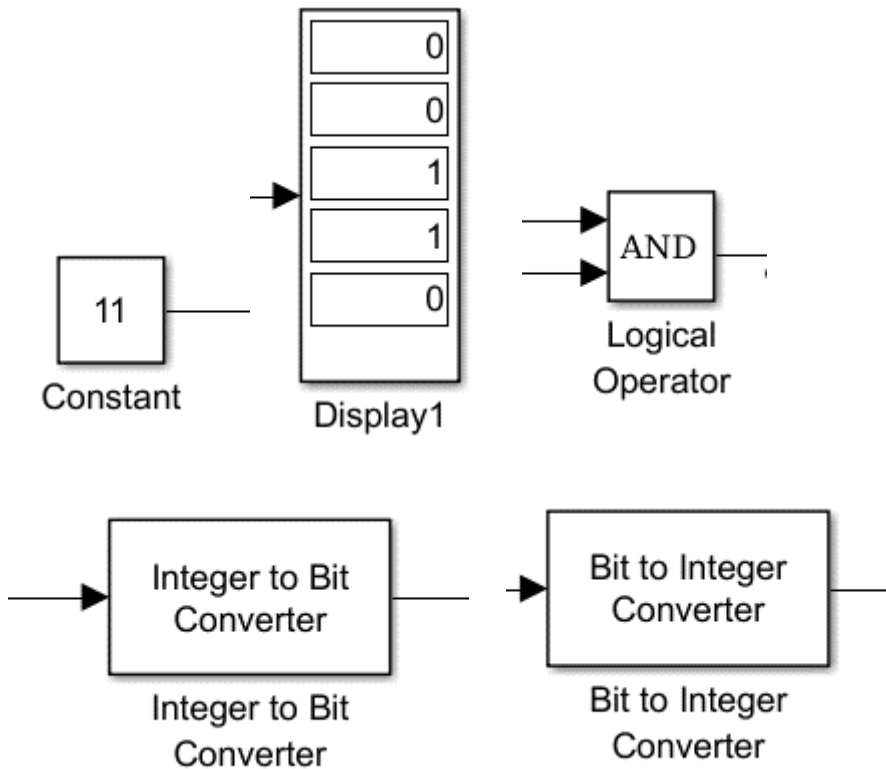 0
0
1
1
0
Display1
11
Constant
AND
Logical
Operator
Integer to Bit
Converter
Integer to Bit
Converter
Bit to Integer
Converter
Bit to Integer
Converter